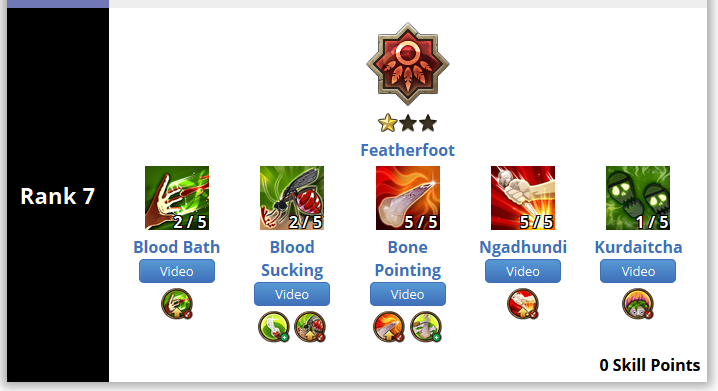 Rank 7
Featherfoot
2 / 5
2 / 5
5 / 5
5 / 5
1 / 5
Blood Bath
Blood
Sucking
Bone
Pointing
Ngadhundi
Kurdaitcha
Video
Video
Video
Video
Video
0 Skill Points